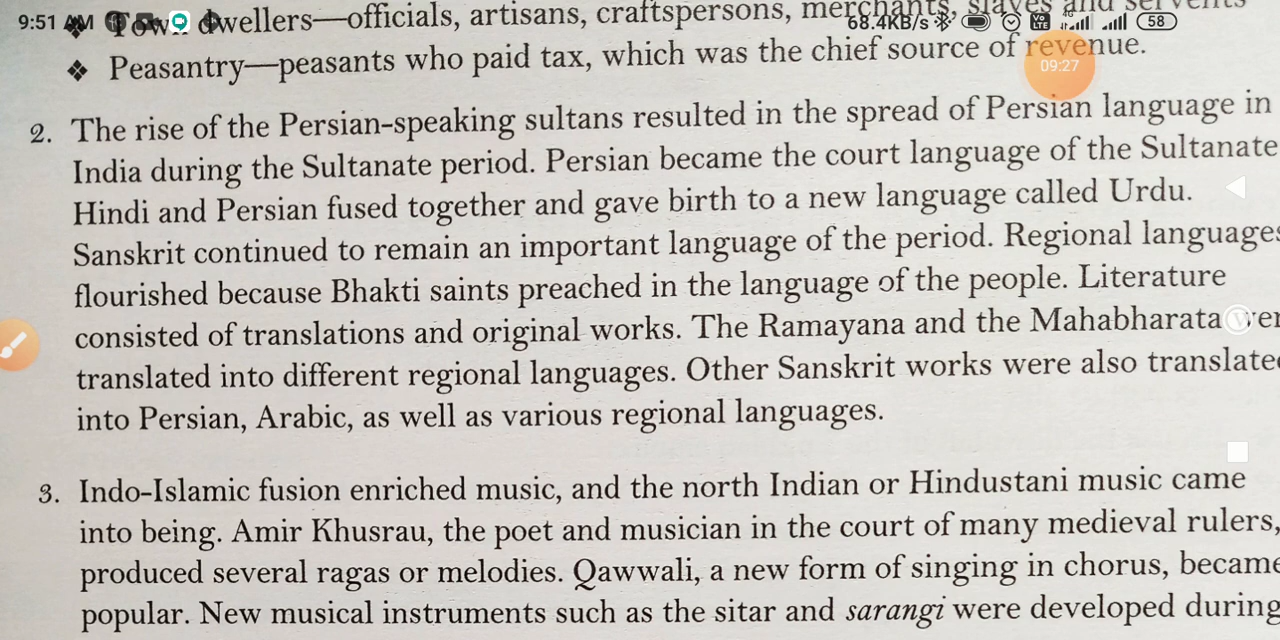 9:51 AM 68.4KB/s Vo LTE 4G 58
❖ Town dwellers—officials, artisans, craftspersons, merchants, slaves and servents
❖ Peasantry—peasants who paid tax, which was the chief source of revenue.
09:27
2. The rise of the Persian-speaking sultans resulted in the spread of Persian language in
India during the Sultanate period. Persian became the court language of the Sultanate
Hindi and Persian fused together and gave birth to a new language called Urdu.
Sanskrit continued to remain an important language of the period. Regional languages
flourished because Bhakti saints preached in the language of the people. Literature
consisted of translations and original works. The Ramayana and the Mahabharata
translated into different regional languages. Other Sanskrit works were also translate
into Persian, Arabic, as well as various regional languages.
3. Indo-Islamic fusion enriched music, and the north Indian or Hindustani music came
into being. Amir Khusrau, the poet and musician in the court of many medieval rulers,
produced several ragas or melodies. Qawwali, a new form of singing in chorus, became
popular. New musical instruments such as the sitar and sarangi were developed during